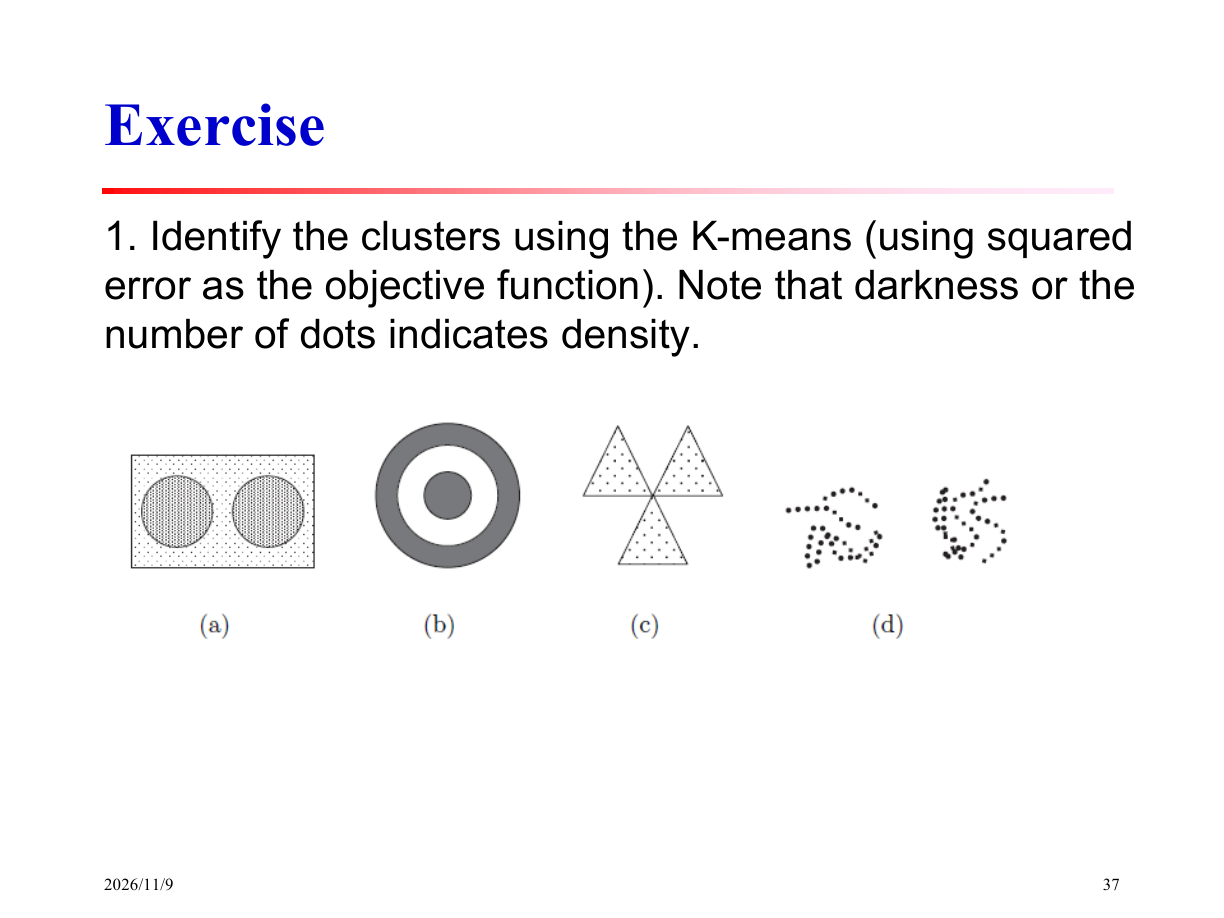 Exercise
1. Identify the clusters using the K-means (using squared
error as the objective function). Note that darkness or the
number of dots indicates density.
(a) (b) (c) (d)
2026/11/9 37